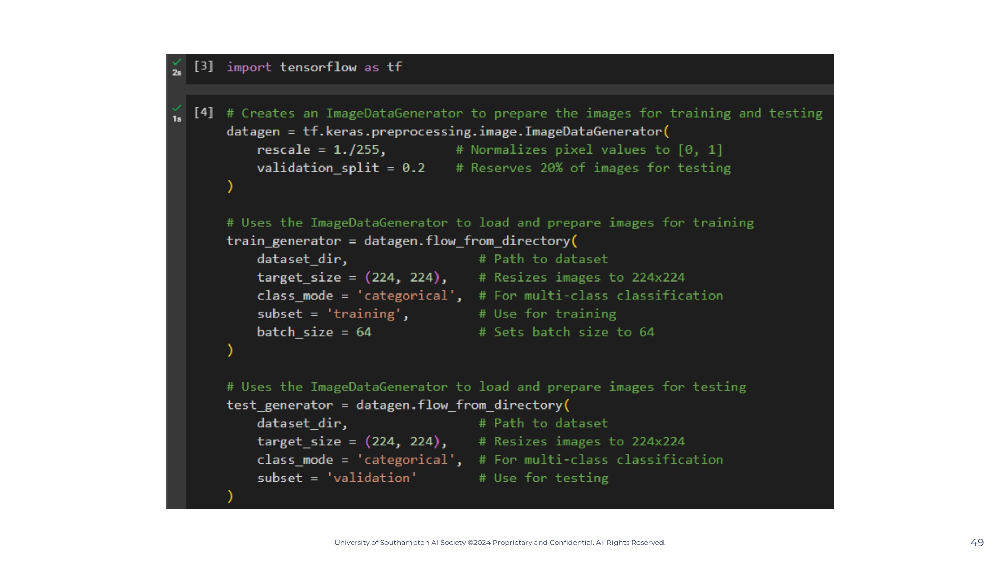 [3] import tensorflow as tf
2s
[4] # Creates an ImageDataGenerator to prepare the images for training and testing
1s
datagen = tf.keras.preprocessing.image.ImageDataGenerator(
    rescale = 1./255,         # Normalizes pixel values to [0, 1]
    validation_split = 0.2    # Reserves 20% of images for testing
)
# Uses the ImageDataGenerator to load and prepare images for training
train_generator = datagen.flow_from_directory(
    dataset_dir,                 # Path to dataset
    target_size = (224, 224),    # Resizes images to 224x224
    class_mode = 'categorical',  # For multi-class classification
    subset = 'training',         # Use for training
    batch_size = 64              # Sets batch size to 64
)
# Uses the ImageDataGenerator to load and prepare images for testing
test_generator = datagen.flow_from_directory(
    dataset_dir,                 # Path to dataset
    target_size = (224, 224),    # Resizes images to 224x224
    class_mode = 'categorical',  # For multi-class classification
    subset = 'validation'        # Use for testing
)
University of Southampton AI Society ©2024 Proprietary and Confidential. All Rights Reserved.
49